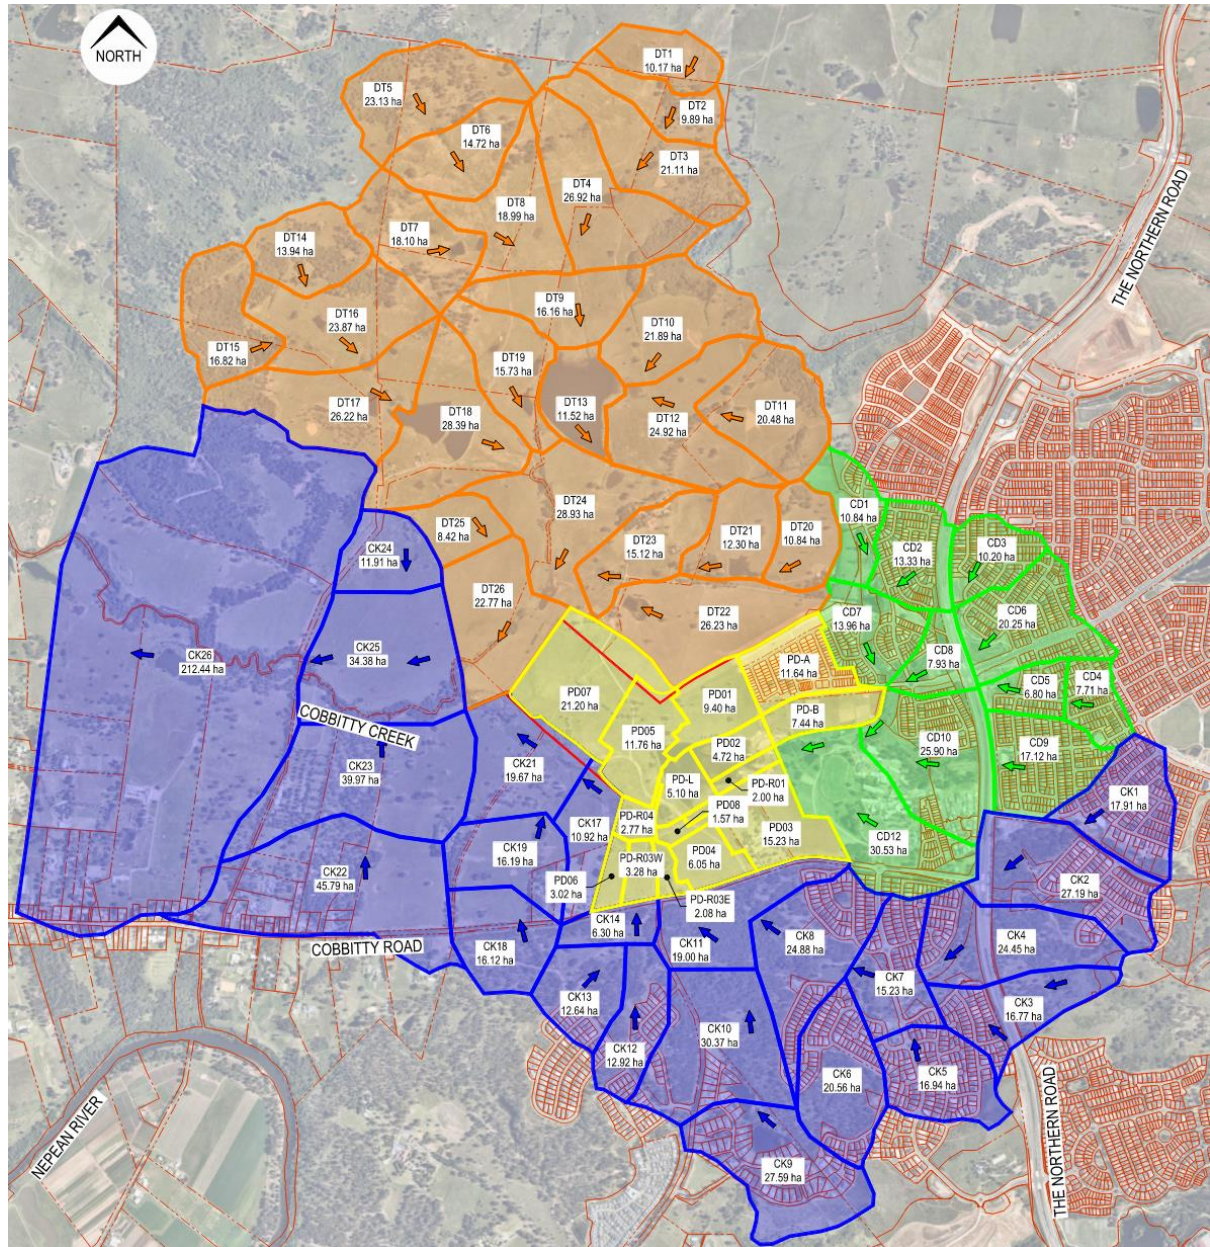 NORTH
DT1
10.17 ha
DT5
23.13 ha
DT2
9.89 ha
DT6
14.72 ha
DT3
21.11 ha
DT4
26.92 ha
DT8
18.99 ha
DT7
18.10 ha
DT14
13.94 ha
THE NORTHERN ROAD
DT9
16.16 ha
DT16
23.87 ha
DT10
21.89 ha
DT15
16.82 ha
DT19
15.73 ha
DT17
26.22 ha
DT18
28.39 ha
DT13
11.52 ha
DT12
24.92 ha
DT11
20.48 ha
DT24
28.93 ha
CD1
10.84 ha
DT25
8.42 ha
DT23
15.12 ha
DT21
12.30 ha
DT20
10.84 ha
CD2
13.33 ha
CD3
10.20 ha
CK24
11.91 ha
DT26
22.77 ha
DT22
26.23 ha
CD7
13.96 ha
CD6
20.25 ha
CK26
212.44 ha
CK25
34.38 ha
CD8
7.93 ha
PD-A
11.64 ha
CD5
6.80 ha
CD4
7.71 ha
PD07
21.20 ha
PD01
9.40 ha
PD-B
7.44 ha
COBBITTY CREEK
PD05
11.76 ha
PD02
4.72 ha
CD10
25.90 ha
CD9
17.12 ha
CK23
39.97 ha
CK21
19.67 ha
PD-L
5.10 ha
PD-R01
2.00 ha
CK1
17.91 ha
PD08
1.57 ha
PD-R04
2.77 ha
CK17
10.92 ha
PD03
15.23 ha
CD12
30.53 ha
CK19
16.19 ha
PD04
6.05 ha
PD-R03W
3.28 ha
CK22
45.79 ha
PD06
3.02 ha
CK2
27.19 ha
PD-R03E
2.08 ha
CK14
6.30 ha
COBBITTY ROAD
CK18
16.12 ha
CK11
19.00 ha
CK8
24.88 ha
CK4
24.45 ha
CK7
15.23 ha
CK13
12.64 ha
CK3
16.77 ha
CK10
30.37 ha
CK12
12.92 ha
CK6
20.56 ha
CK5
16.94 ha
NEPEAN RIVER
THE NORTHERN ROAD
CK9
27.59 ha